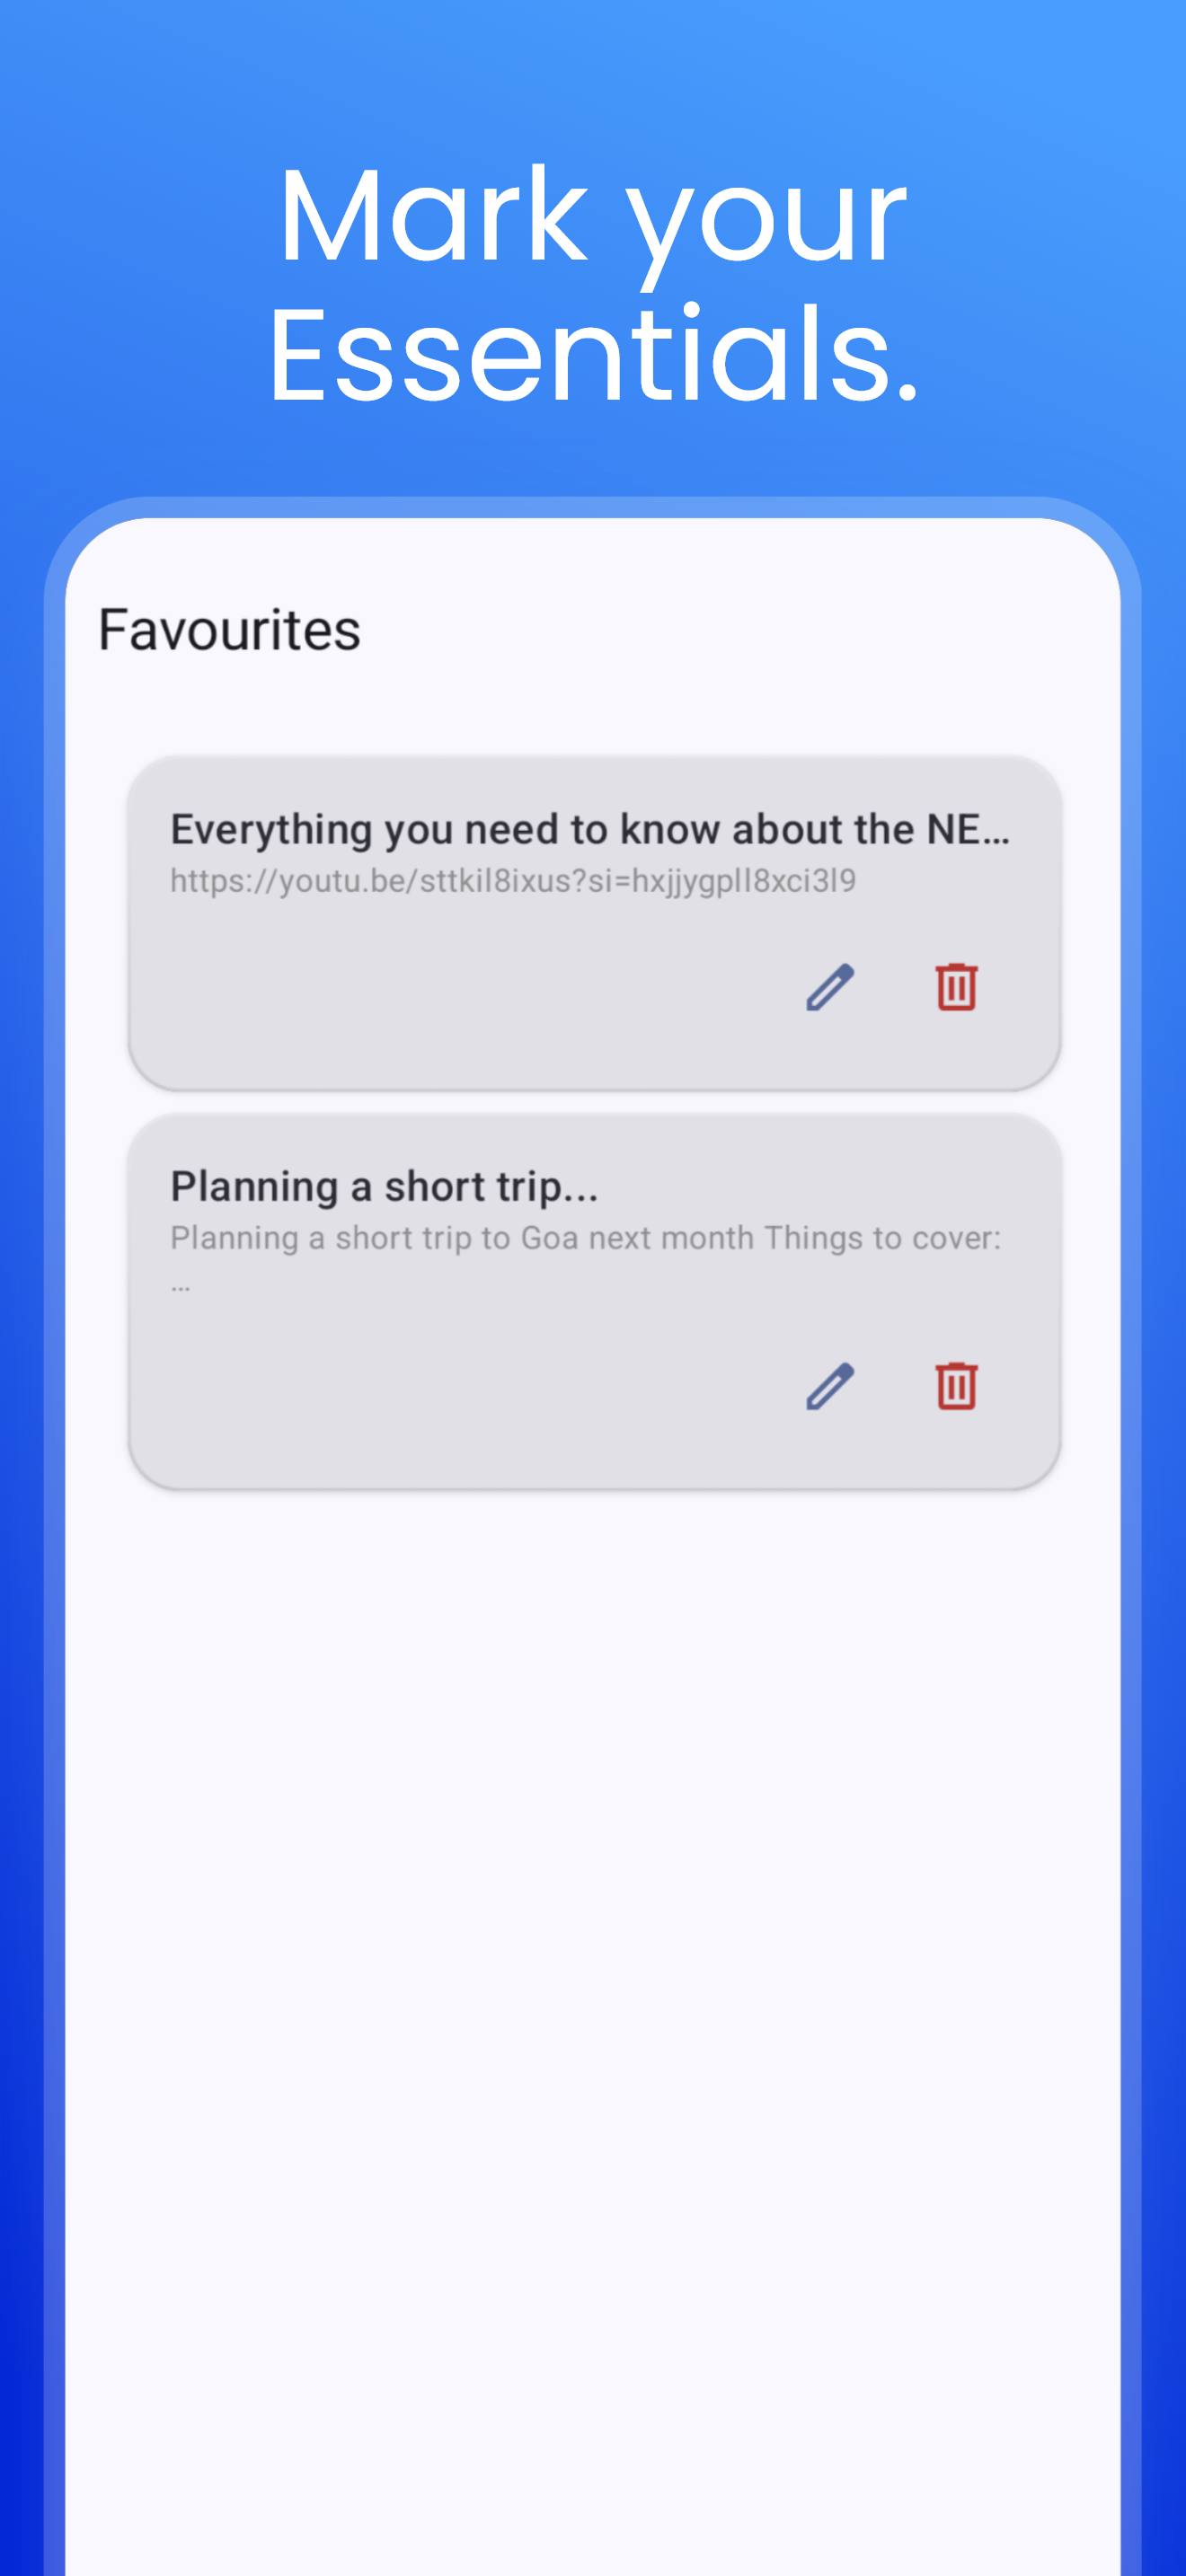 Mark your
Essentials.
Favourites
Everything you need to know about the NE...
https://youtu.be/sttkil8ixus?si=hxjjygpll8xci3l9
Planning a short trip...
Planning a short trip to Goa next month Things to cover:
...